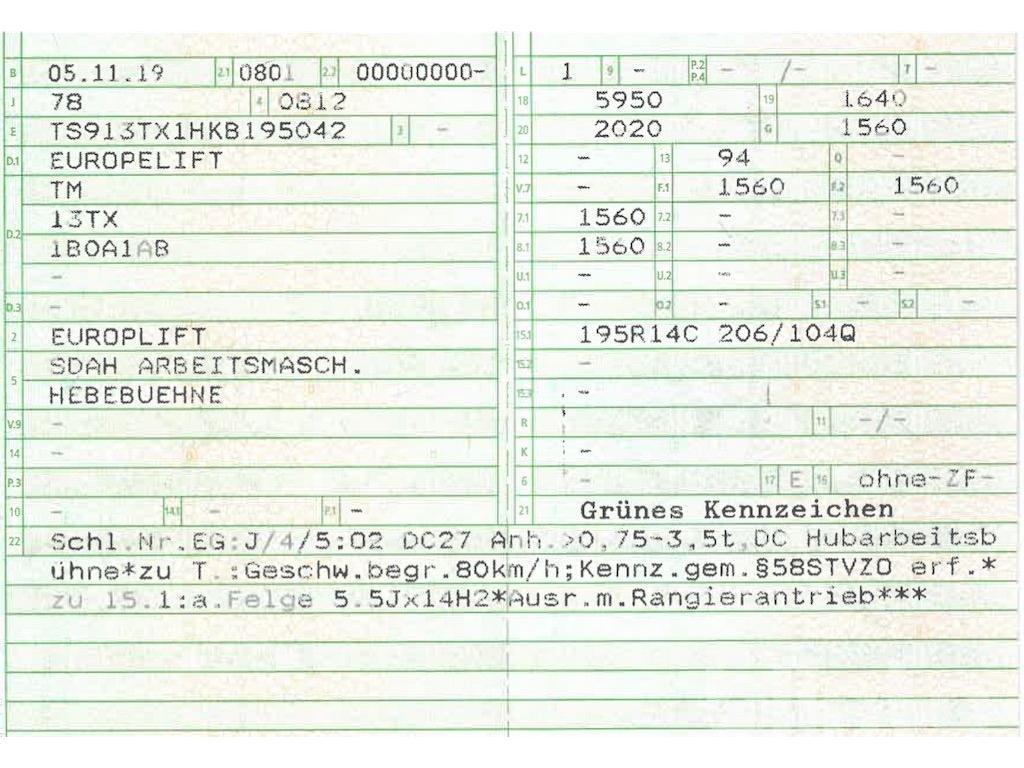 B 05.11.19 2.1 0801 2.2 00000000-
J 78 4 0812
E TS913TX1HKB195042 3 -
D.1 EUROPELIFT
TM
13TX
D.2 1B0A1AB
-
D.3 -
2 EUROPLIFT
SDAH ARBEITSMASCH.
5 HEBEBUEHNE
V.9 -
14 -
P.3
10 - 14.1 - P.1 -
L 1 9 - P.2 P.4 - /- T -
18 5950 19 1640
20 2020 G 1560
12 - 13 94 Q -
V.7 - F.1 1560 F.2 1560
7.1 1560 7.2 - 7.3 -
8.1 1560 8.2 - 8.3 -
U.1 - U.2 - U.3 -
O.1 - O.2 - S.1 - S.2 -
15.1 195R14C 206/104Q
15.2 -
15.3 -
R - 11 -/-
K -
6 - 17 E 16 ohne-ZF-
21 Grünes Kennzeichen
22 Schl.Nr.EG:J/4/5:02 DC27 Anh.>0,75-3,5t,DC Hubarbeitsb
ühne*zu T.:Geschw.begr.80km/h;Kennz.gem.§58STVZO erf.*
zu 15.1:a.Felge 5.5Jx14H2*Ausr.m.Rangierantrieb***